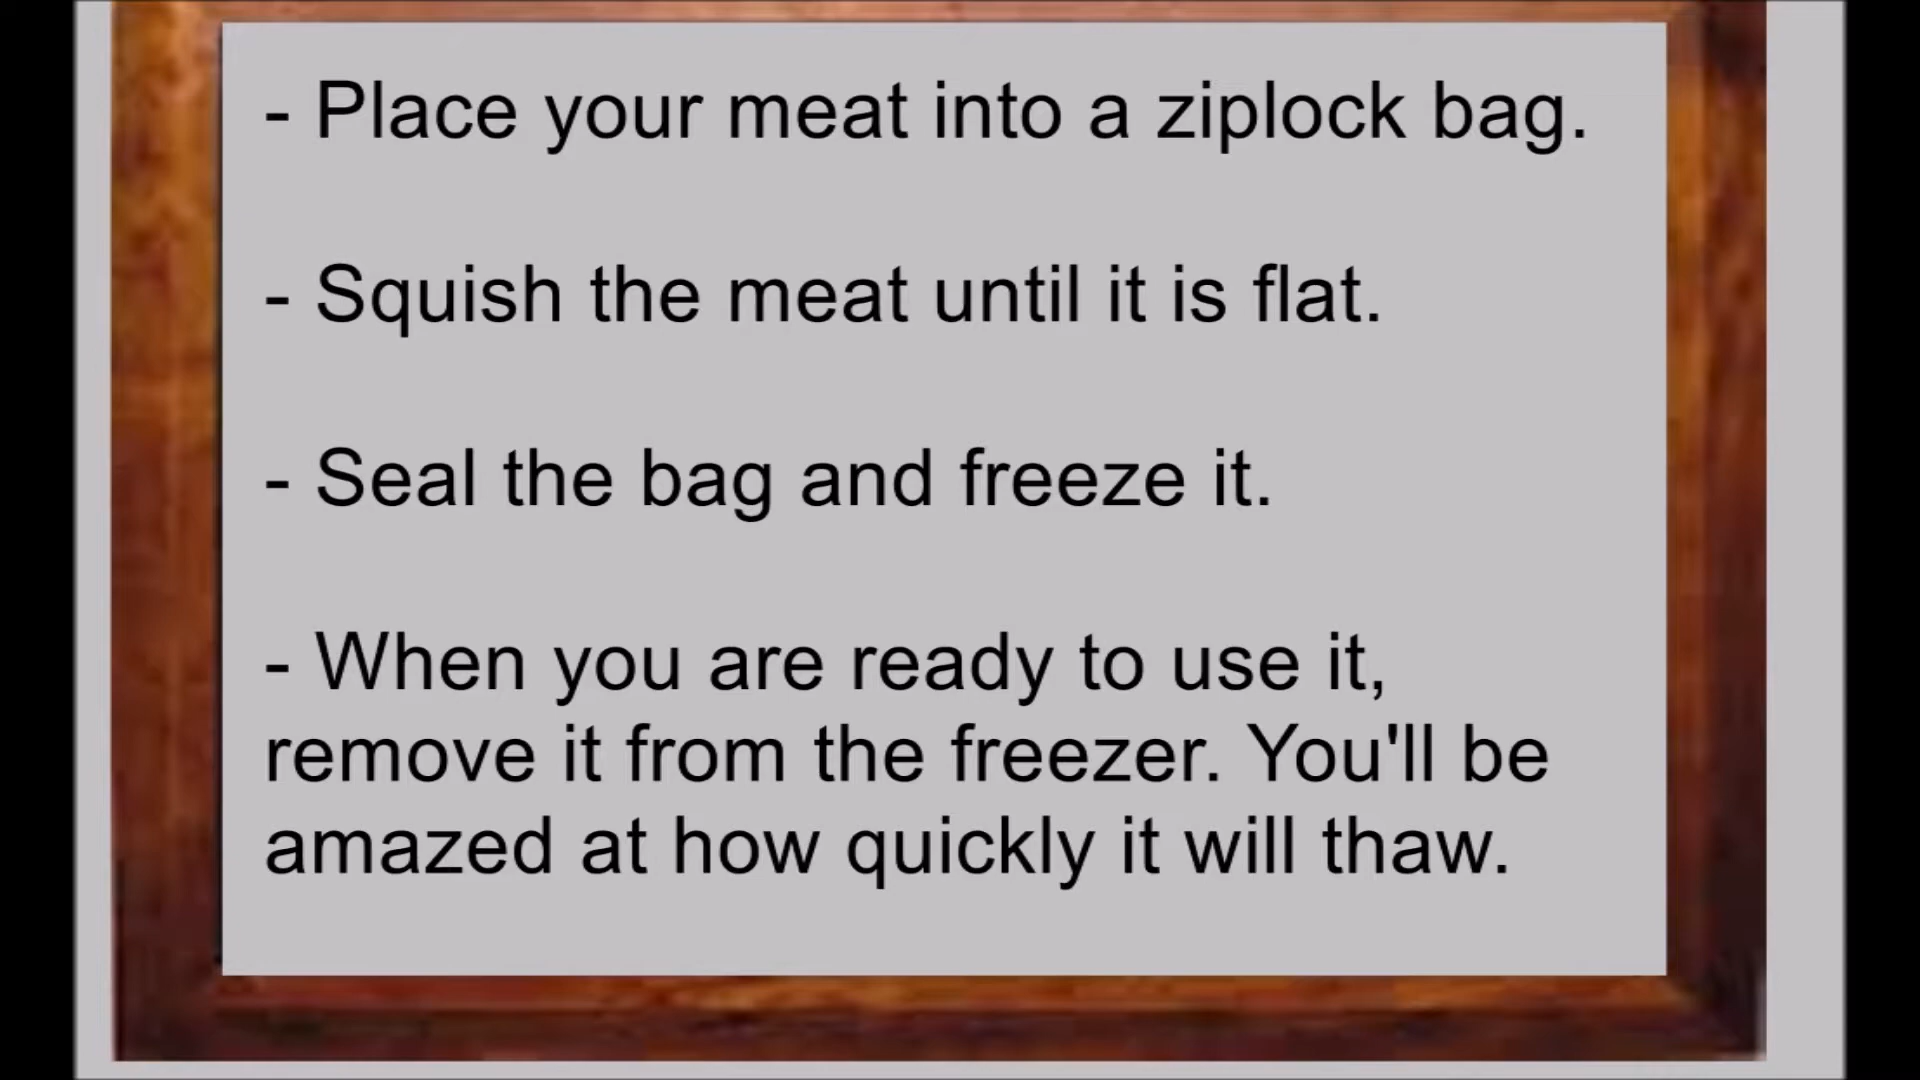 - Place your meat into a ziplock bag.
- Squish the meat until it is flat.
- Seal the bag and freeze it.
- When you are ready to use it,
remove it from the freezer. You'll be
amazed at how quickly it will thaw.